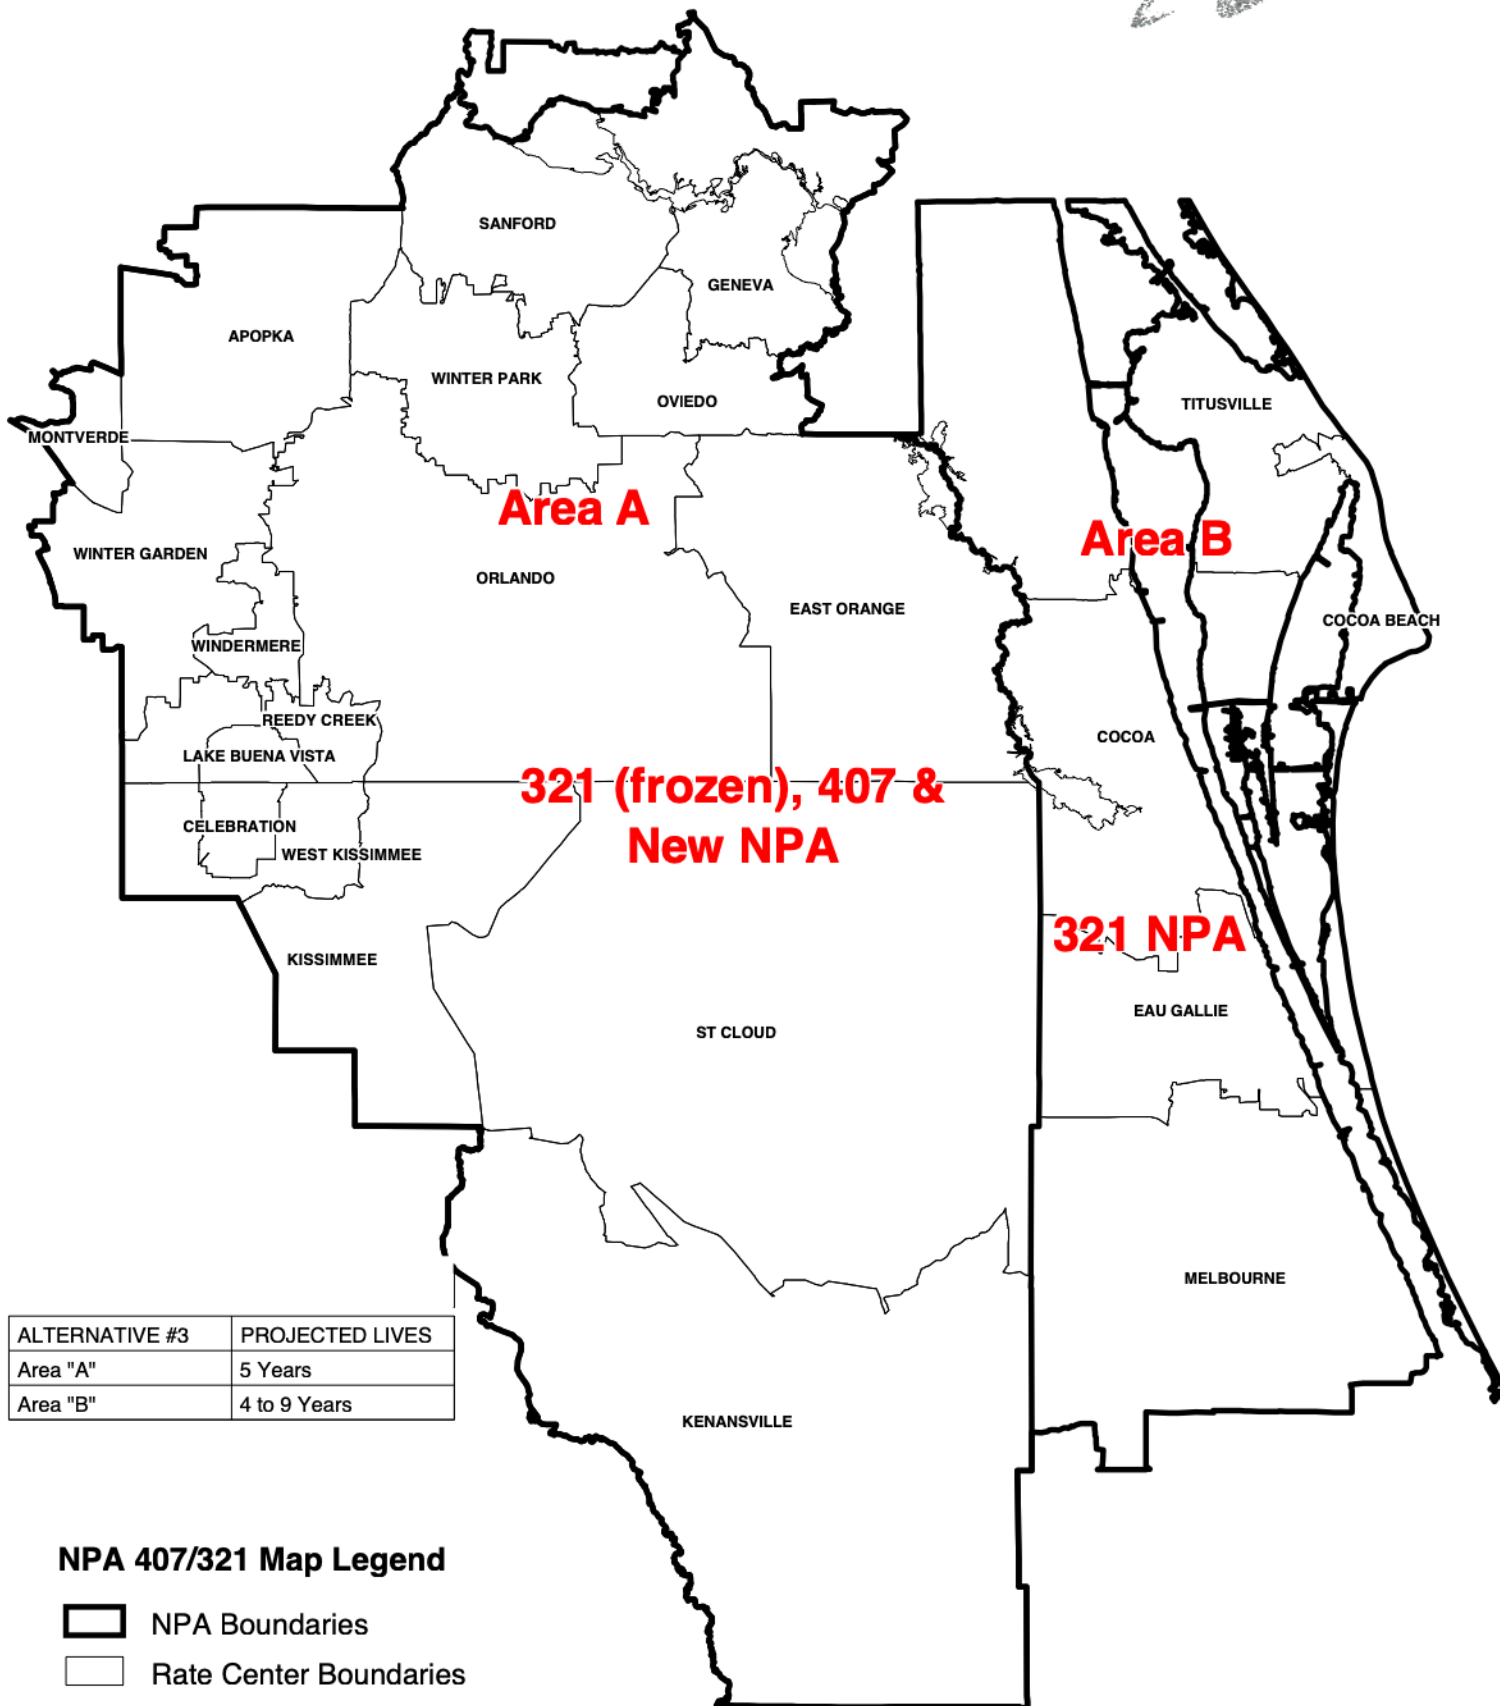 SANFORD
GENEVA
APOPKA
WINTER PARK
OVIEDO
TITUSVILLE
MONTVERDE
Area A
Area B
WINTER GARDEN
ORLANDO
EAST ORANGE
COCOA BEACH
WINDERMERE
REEDY CREEK
COCOA
LAKE BUENA VISTA
321 (frozen), 407 &
New NPA
CELEBRATION
WEST KISSIMMEE
321 NPA
KISSIMMEE
EAU GALLIE
ST CLOUD
MELBOURNE
ALTERNATIVE #3 PROJECTED LIVES
Area "A" 5 Years
Area "B" 4 to 9 Years
KENANSVILLE
NPA 407/321 Map Legend
NPA Boundaries
Rate Center Boundaries